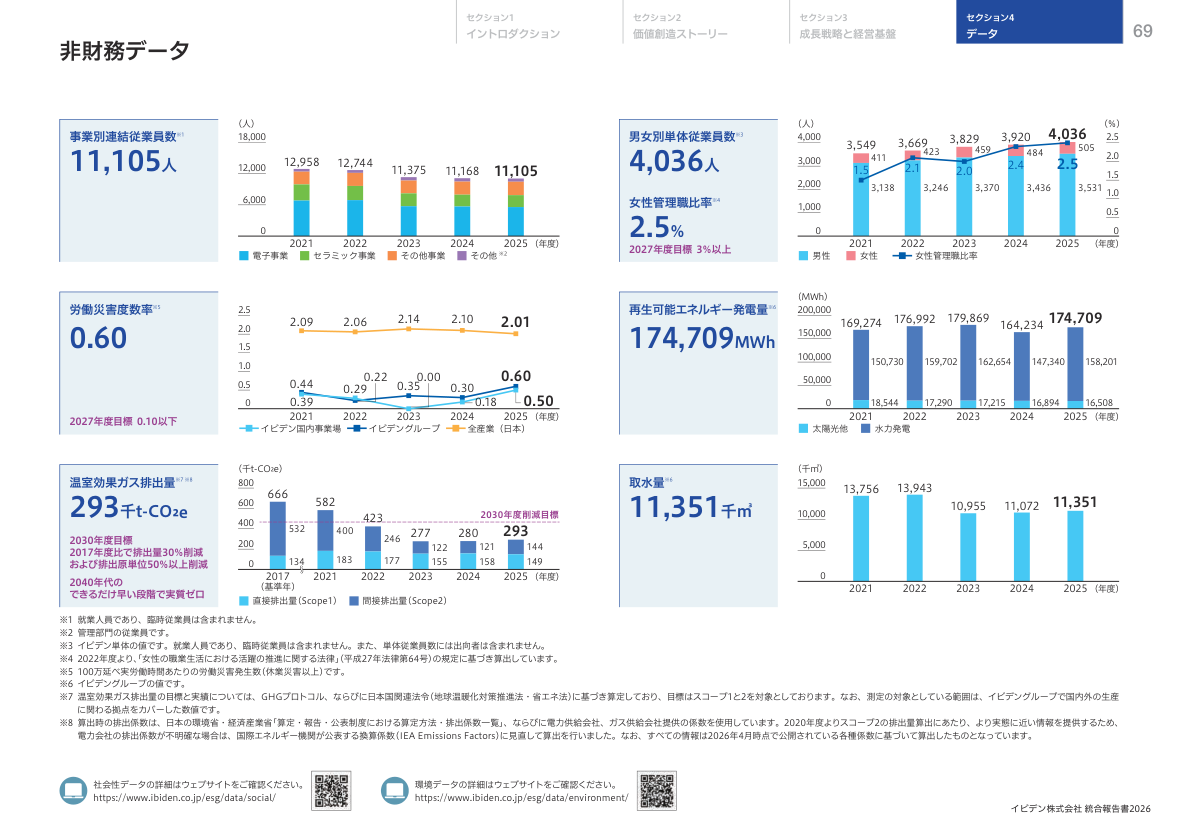 セクション1
イントロダクション
セクション2
価値創造ストーリー
セクション3
成長戦略と経営基盤
セクション4
データ
69
非財務データ
事業別連結従業員数※1
11,105人
(人)
18,000
12,000
6,000
0
12,958
12,744
11,375
11,168
11,105
2021
2022
2023
2024
2025
(年度)
電子事業
セラミック事業
その他事業
その他 ※2
男女別単体従業員数※3
4,036人
女性管理職比率※4
2.5%
2027年度目標 3%以上
(人)
(%)
4,000
3,000
2,000
1,000
0
2.5
2.0
1.5
1.0
0.5
0
3,549
3,669
3,829
3,920
4,036
411
423
459
484
505
1.5
2.1
2.0
2.4
2.5
3,138
3,246
3,370
3,436
3,531
2021
2022
2023
2024
2025
(年度)
男性
女性
女性管理職比率
労働災害度数率※5
0.60
2027年度目標 0.10以下
2.5
2.0
1.5
1.0
0.5
0
2.09
2.06
2.14
2.10
2.01
0.44
0.29
0.22
0.35
0.00
0.30
0.60
0.39
0.18
0.50
2021
2022
2023
2024
2025
(年度)
イビデン国内事業場
イビデングループ
全産業(日本)
再生可能エネルギー発電量※6
174,709MWh
(MWh)
200,000
150,000
100,000
50,000
0
169,274
176,992
179,869
164,234
174,709
150,730
159,702
162,654
147,340
158,201
18,544
17,290
17,215
16,894
16,508
2021
2022
2023
2024
2025
(年度)
太陽光他
水力発電
温室効果ガス排出量※7 ※8
293千t-CO₂e
2030年度目標
2017年度比で排出量30%削減
および排出原単位50%以上削減
2040年代の
できるだけ早い段階で実質ゼロ
(千t-CO₂e)
800
600
400
200
0
2030年度削減目標
666
582
423
277
280
293
532
400
246
122
121
144
134
183
177
155
158
149
2017
(基準年)
2021
2022
2023
2024
2025
(年度)
直接排出量(Scope1)
間接排出量(Scope2)
取水量※6
11,351千㎥
(千㎥)
15,000
10,000
5,000
0
13,756
13,943
10,955
11,072
11,351
2021
2022
2023
2024
2025
(年度)
※1 就業人員であり、臨時従業員は含まれません。
※2 管理部門の従業員です。
※3 イビデン単体の値です。就業人員であり、臨時従業員は含まれません。また、単体従業員数には出向者は含まれません。
※4 2022年度より、「女性の職業生活における活躍の推進に関する法律」(平成27年法律第64号)の規定に基づき算出しています。
※5 100万延べ実労働時間あたりの労働災害発生数(休業災害以上)です。
※6 イビデングループの値です。
※7 温室効果ガス排出量の目標と実績については、GHGプロトコル、ならびに日本国関連法令(地球温暖化対策推進法・省エネ法)に基づき算定しており、目標はスコープ1と2を対象としております。なお、測定の対象としている範囲は、イビデングループで国内外の生産
に関わる拠点をカバーした数値です。
※8 算出時の排出係数は、日本の環境省・経済産業省「算定・報告・公表制度における算定方法・排出係数一覧」、ならびに電力供給会社、ガス供給会社提供の係数を使用しています。2020年度よりスコープ2の排出量算出にあたり、より実態に近い情報を提供するため、
電力会社の排出係数が不明確な場合は、国際エネルギー機関が公表する換算係数(IEA Emissions Factors)に見直して算出を行いました。なお、すべての情報は2026年4月時点で公開されている各種係数に基づいて算出したものとなっています。
社会性データの詳細はウェブサイトをご確認ください。
https://www.ibiden.co.jp/esg/data/social/
環境データの詳細はウェブサイトをご確認ください。
https://www.ibiden.co.jp/esg/data/environment/
イビデン株式会社 統合報告書2026